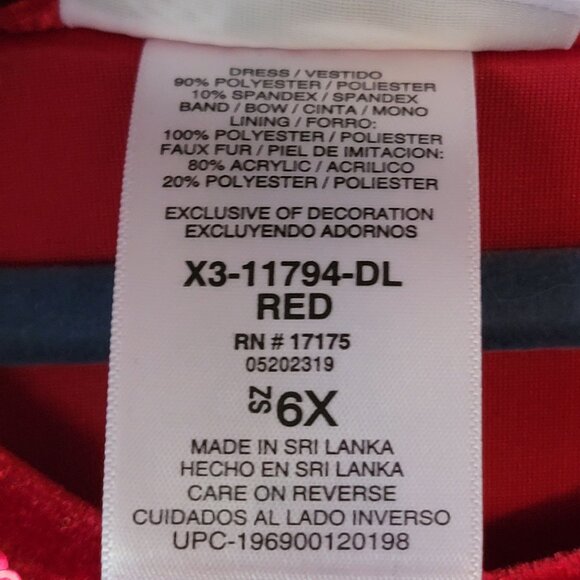 DRESS / VESTIDO
90% POLYESTER / POLIESTER
10% SPANDEX / SPANDEX
BAND / BOW / CINTA / MONO
LINING / FORRO:
100% POLYESTER / POLIESTER
FAUX FUR / PIEL DE IMITACION:
80% ACRYLIC / ACRILICO
20% POLYESTER / POLIESTER
EXCLUSIVE OF DECORATION
EXCLUYENDO ADORNOS
X3-11794-DL
RED
RN # 17175
05202319
SZ 6X
MADE IN SRI LANKA
HECHO EN SRI LANKA
CARE ON REVERSE
CUIDADOS AL LADO INVERSO
UPC-196900120198